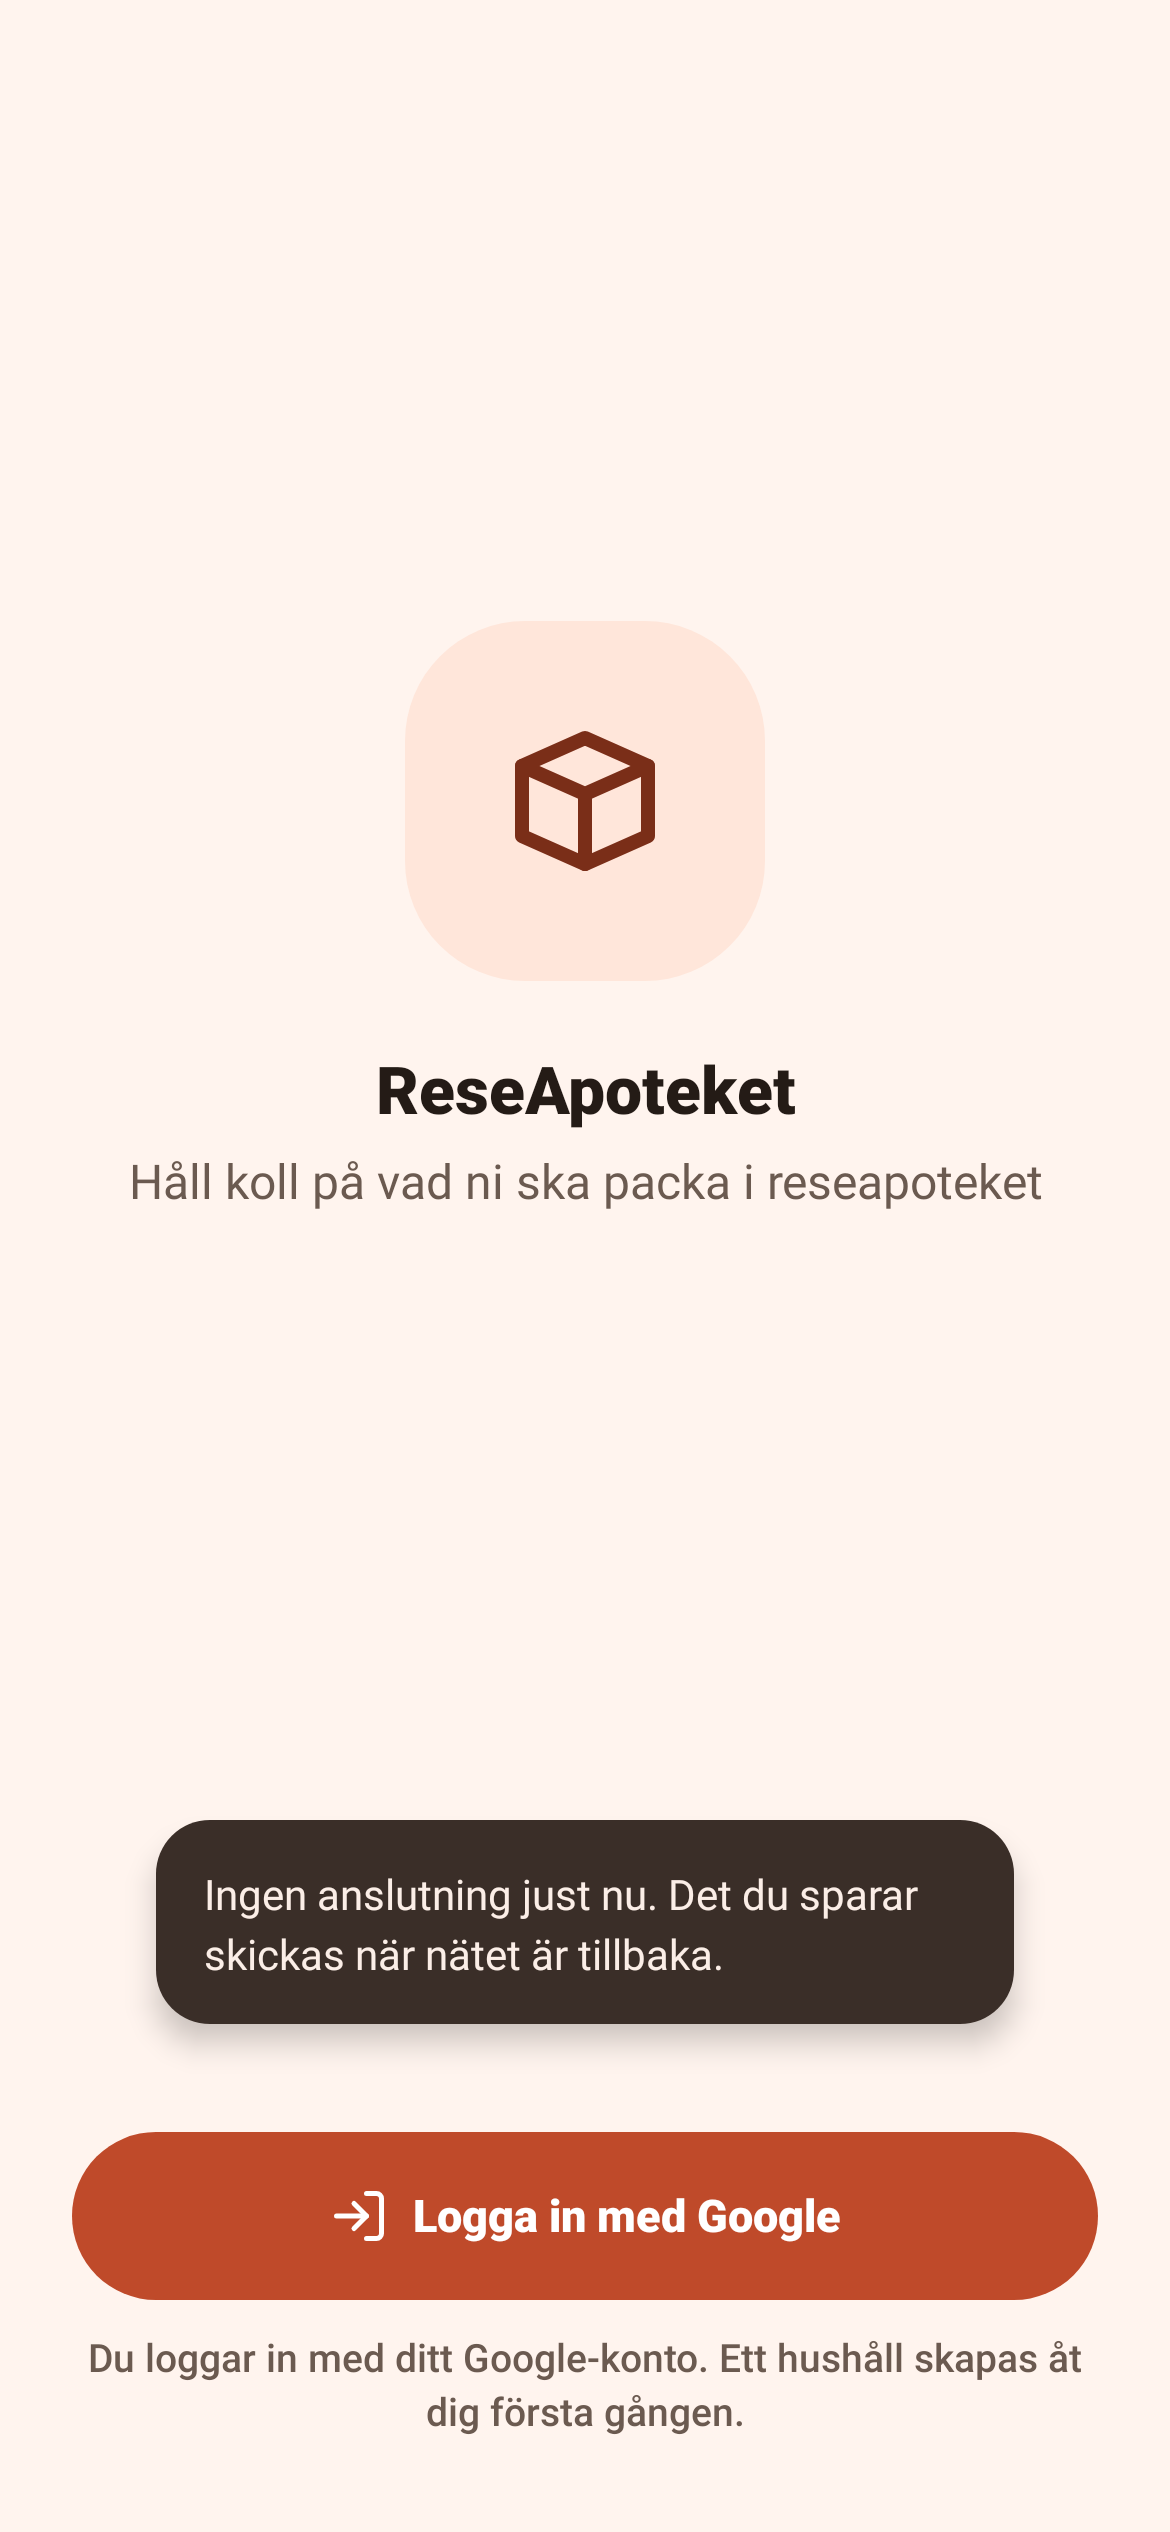 ReseApoteket
Håll koll på vad ni ska packa i reseapoteket
Ingen anslutning just nu. Det du sparar
skickas när nätet är tillbaka.
Logga in med Google
Du loggar in med ditt Google-konto. Ett hushåll skapas åt
dig första gången.